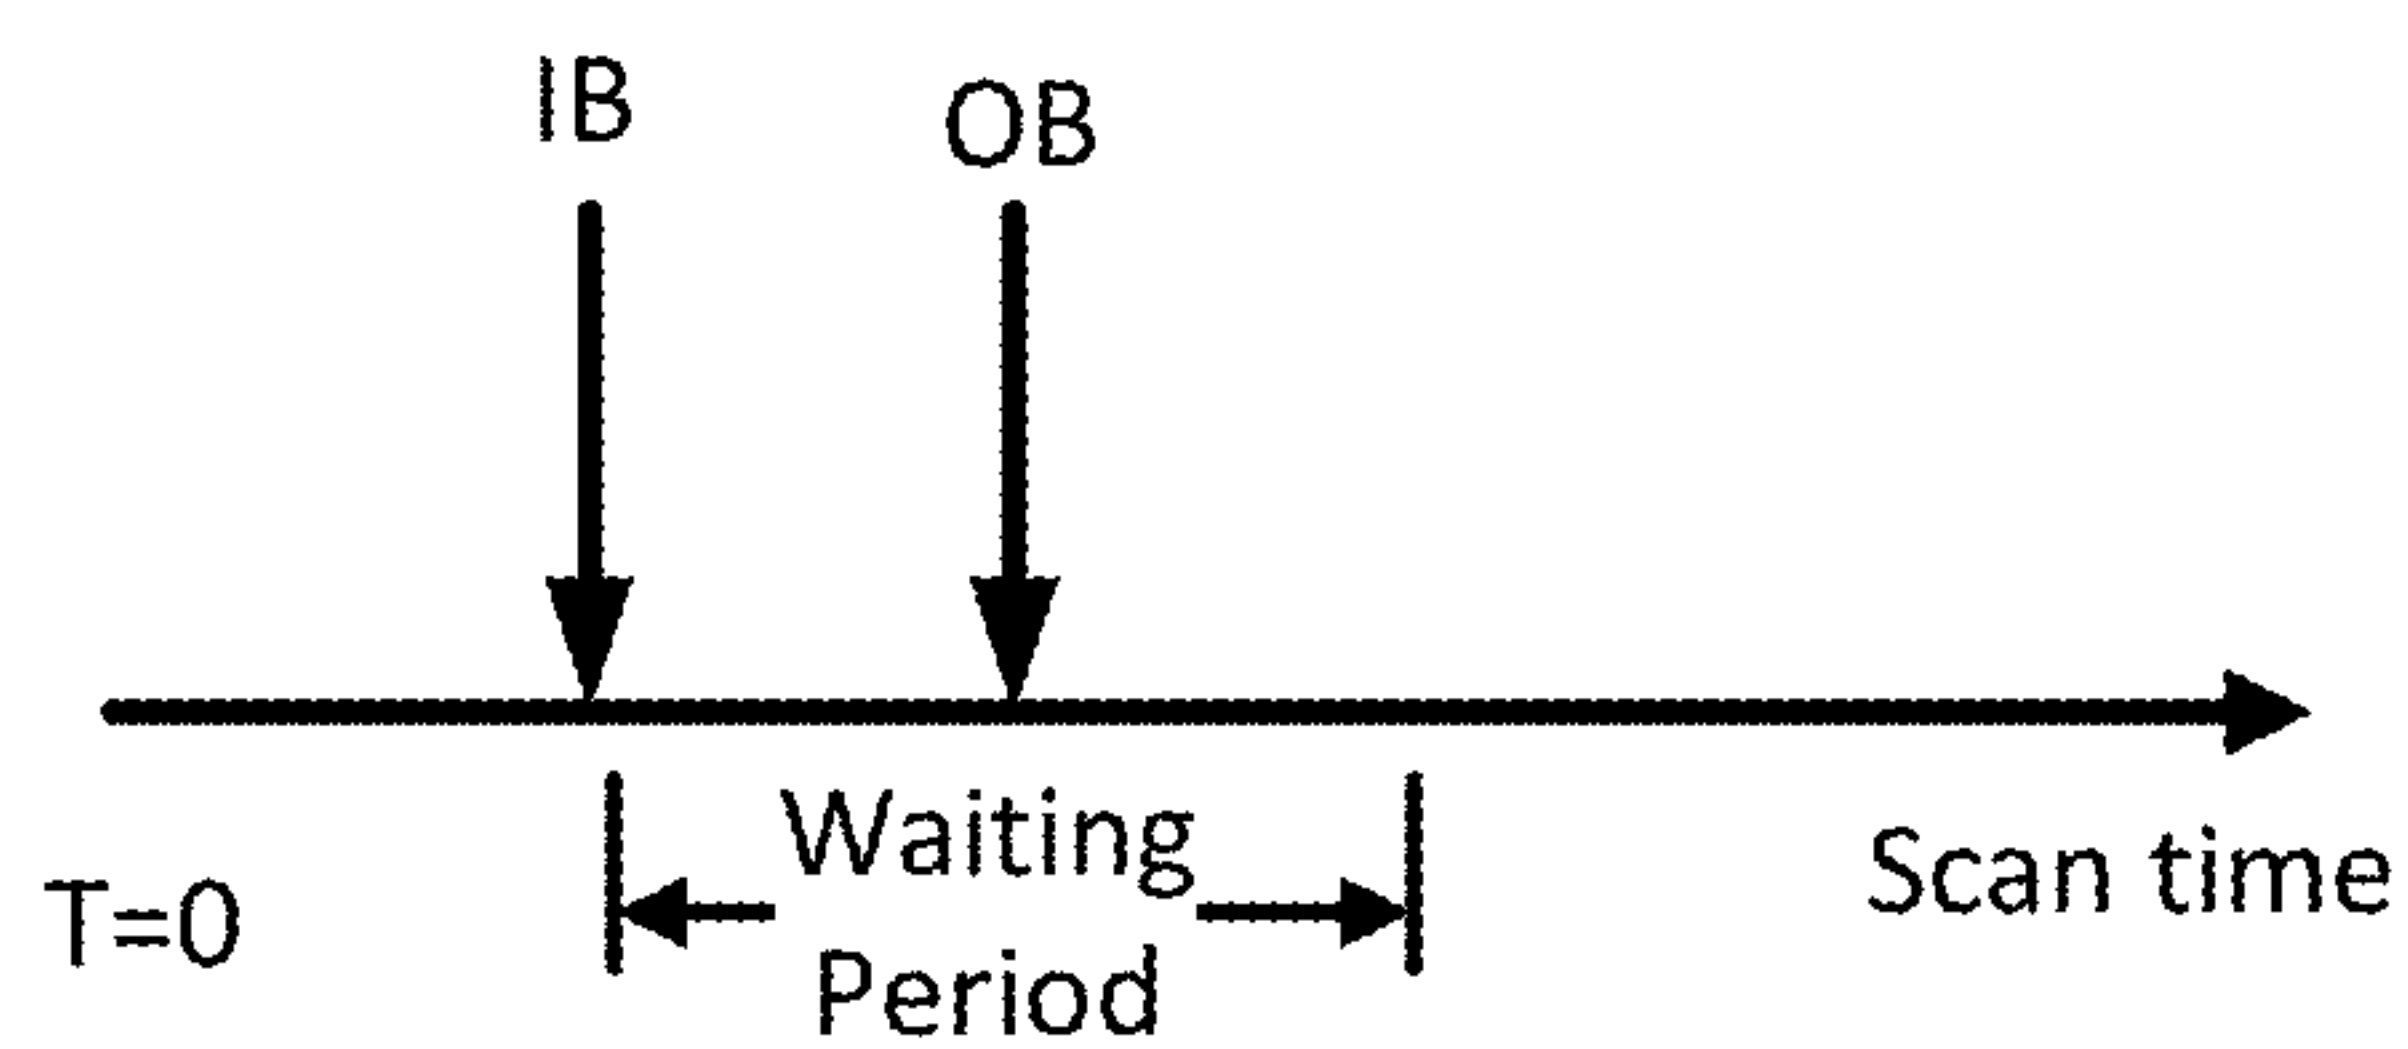 IB
OB
Waiting
Period
T=0
Scan time